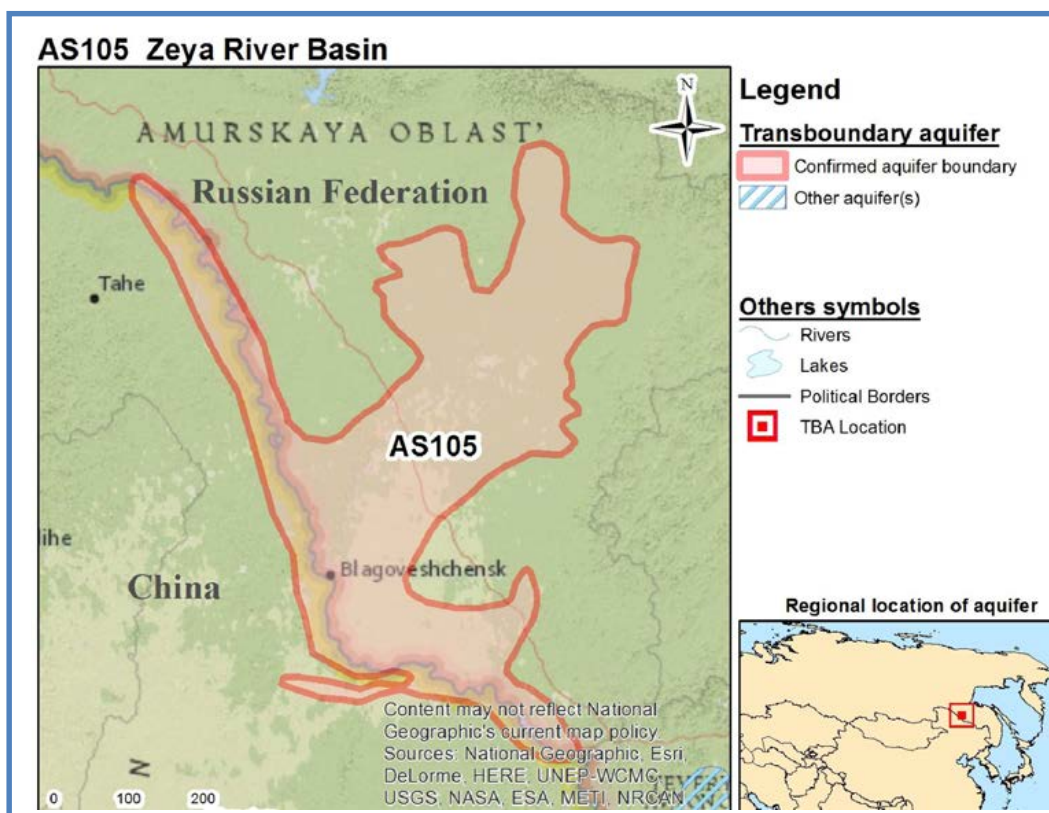 AS105 Zeya River Basin
N
AMURSKAYA OBLAST'
Russian Federation
Tahe
AS105
Blagoveshchensk
China
lihe
N
0 100 200
Content may not reflect National
Geographic's current map policy.
Sources: National Geographic, Esri,
DeLorme, HERE, UNEP-WCMC,
USGS, NASA, ESA, METI, NRCAN
Legend
Transboundary aquifer
Confirmed aquifer boundary
Other aquifer(s)
Others symbols
Rivers
Lakes
Political Borders
TBA Location
Regional location of aquifer